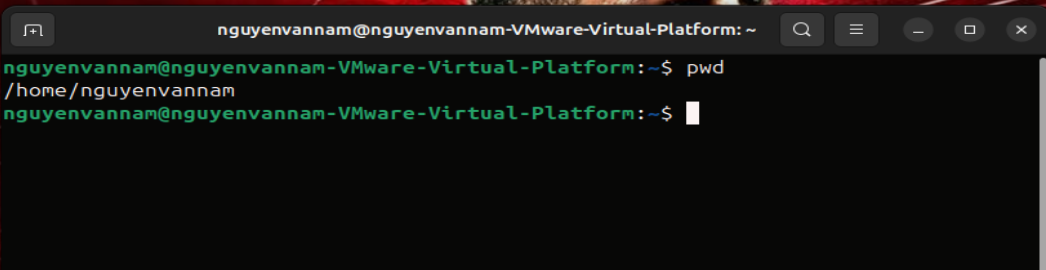 nguyenvannam@nguyenvannam-VMware-Virtual-Platform: ~
nguyenvannam@nguyenvannam-VMware-Virtual-Platform:~$ pwd
/home/nguyenvannam
nguyenvannam@nguyenvannam-VMware-Virtual-Platform:~$